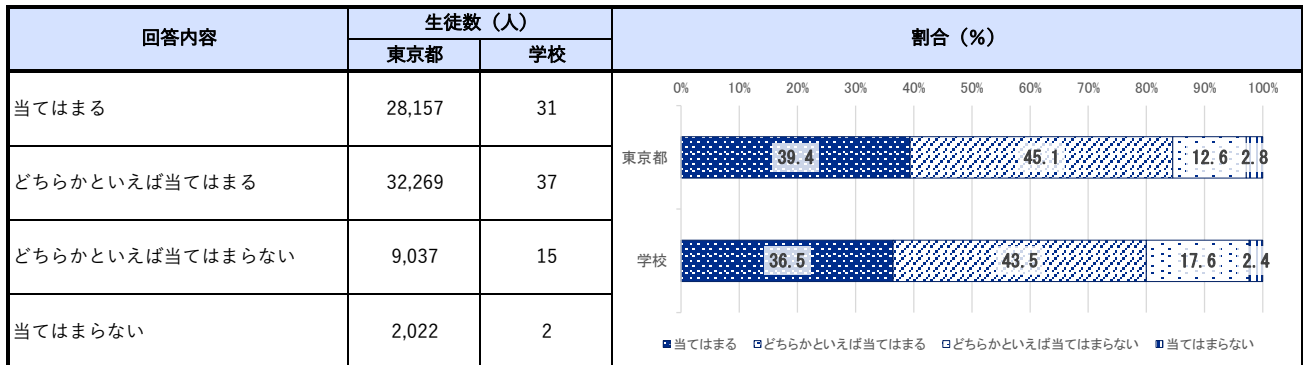 回答内容 生徒数（人） 割合（%）
東京都 学校
当てはまる 28,157 31
どちらかといえば当てはまる 32,269 37
どちらかといえば当てはまらない 9,037 15
当てはまらない 2,022 2
0% 10% 20% 30% 40% 50% 60% 70% 80% 90% 100%
東京都 39.4 45.1 12.6 2.8
学校 36.5 43.5 17.6 2.4
当てはまる どちらかといえば当てはまる どちらかといえば当てはまらない 当てはまらない